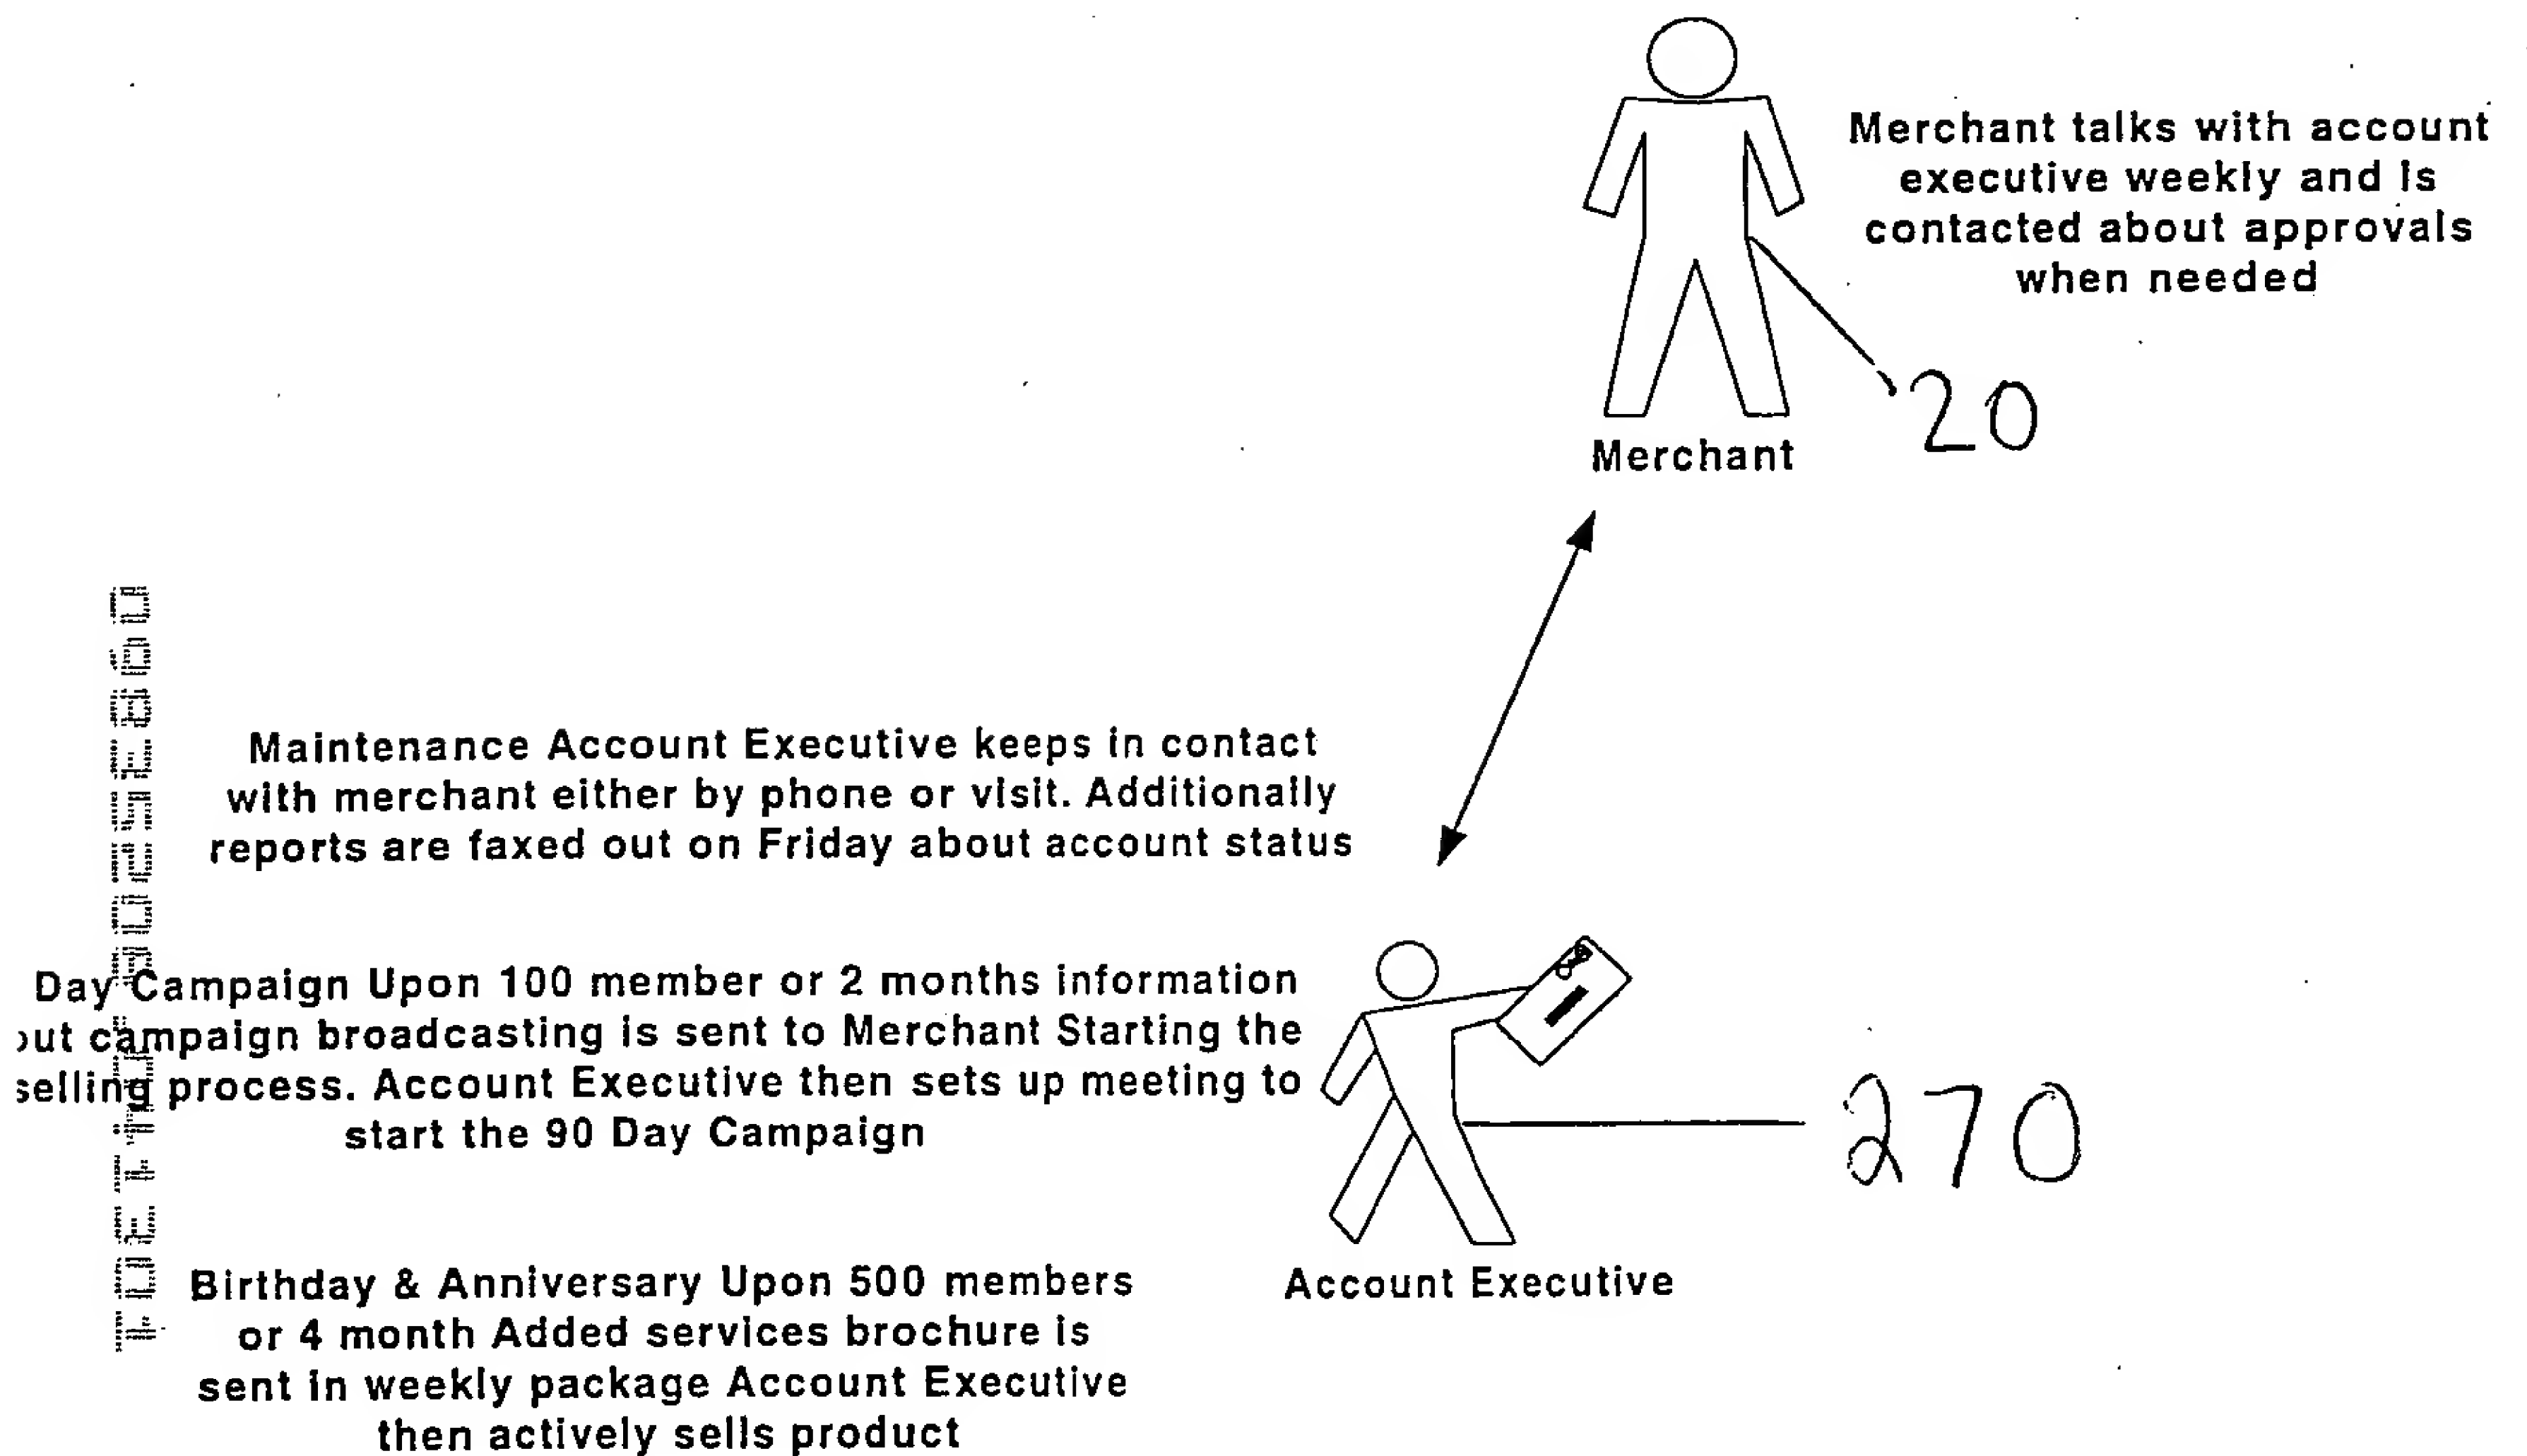 Merchant talks with account
executive weekly and is
contacted about approvals
when needed
20
Merchant
Maintenance Account Executive keeps in contact
with merchant either by phone or visit. Additionally
reports are faxed out on Friday about account status
Day Campaign Upon 100 member or 2 months information
campaign broadcasting is sent to Merchant Starting the
selling process. Account Executive then sets up meeting to
start the 90 Day Campaign
270
Account Executive
Birthday & Anniversary Upon 500 members
or 4 month Added services brochure is
sent in weekly package Account Executive
then actively sells product